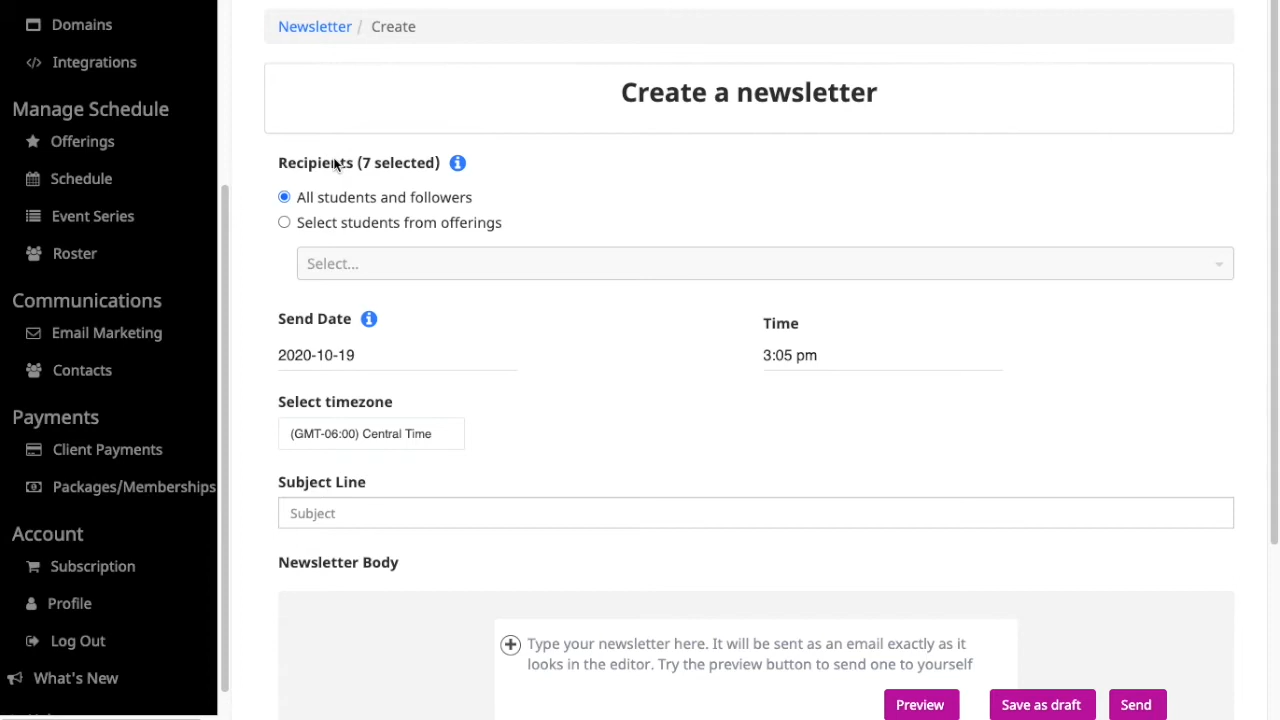 Domains
Integrations
Manage Schedule
Offerings
Schedule
Event Series
Roster
Communications
Email Marketing
Contacts
Payments
Client Payments
Packages/Memberships
Account
Subscription
Profile
Log Out
What's New
Newsletter / Create
Create a newsletter
Recipients (7 selected)
All students and followers
Select students from offerings
Select...
Send Date
Time
2020-10-19
3:05 pm
Select timezone
(GMT-06:00) Central Time
Subject Line
Subject
Newsletter Body
Type your newsletter here. It will be sent as an email exactly as it
looks in the editor. Try the preview button to send one to yourself
Preview
Save as draft
Send